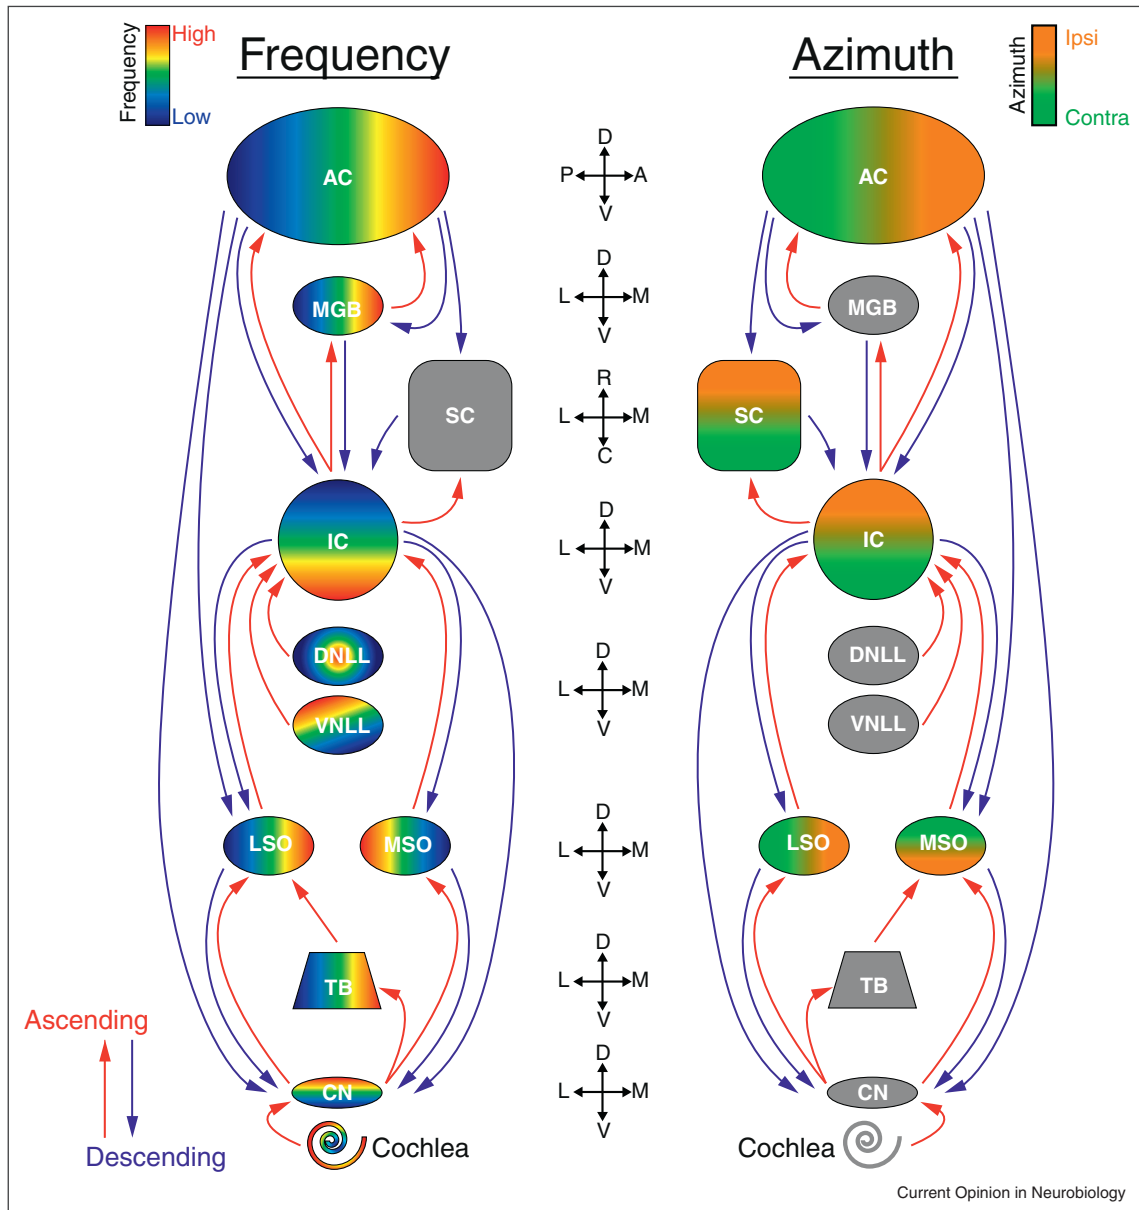 Frequency
High
Low
Frequency
Azimuth
Azimuth
Ipsi
Contra
AC
D
P A
V
AC
MGB
D
L M
V
MGB
SC
R
L M
C
SC
IC
D
L M
V
IC
DNLL
VNLL
D
L M
V
DNLL
VNLL
LSO
MSO
D
L M
V
LSO
MSO
TB
D
L M
V
TB
Ascending
Descending
CN
Cochlea
D
L M
V
CN
Cochlea
Current Opinion in Neurobiology